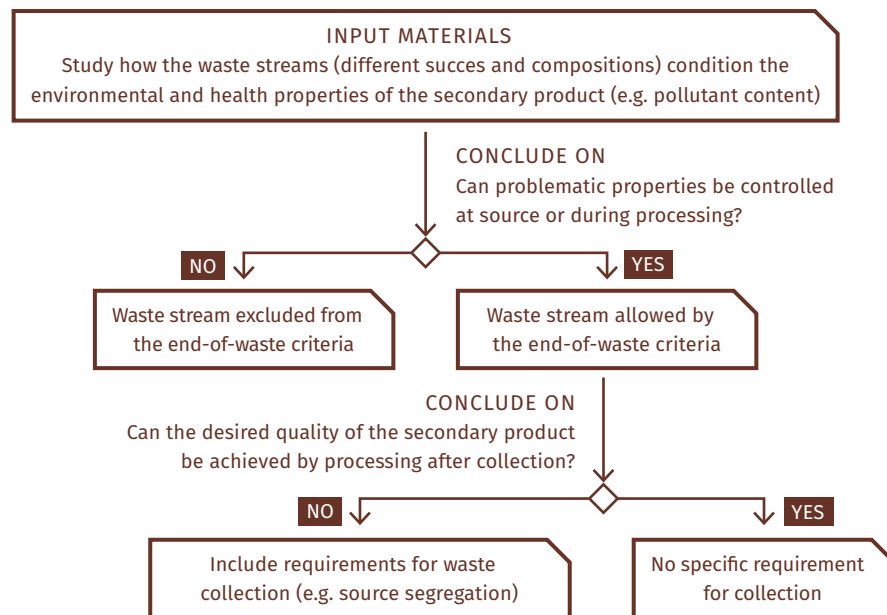 INPUT MATERIALS
Study how the waste streams (different succes and compositions) condition the
environmental and health properties of the secondary product (e.g. pollutant content)
CONCLUDE ON
Can problematic properties be controlled
at source or during processing?
NO
YES
Waste stream excluded from
the end-of-waste criteria
Waste stream allowed by
the end-of-waste criteria
CONCLUDE ON
Can the desired quality of the secondary product
be achieved by processing after collection?
NO
YES
Include requirements for waste
collection (e.g. source segregation)
No specific requirement
for collection